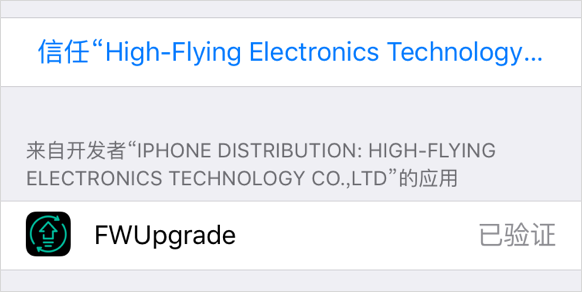 信任“High-Flying Electronics Technology...
来自开发者“IPHONE DISTRIBUTION: HIGH-FLYING
ELECTRONICS TECHNOLOGY CO.,LTD”的应用
FWUpgrade 已验证